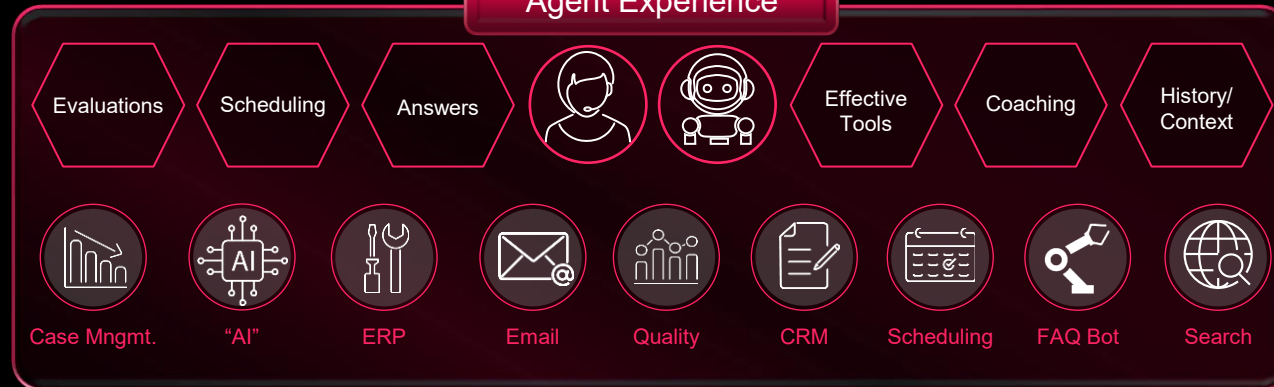 Agent Experience
Evaluations
Scheduling
Answers
Effective
Tools
Coaching
History/
Context
AI
@
Case Mngmt.
“AI”
ERP
Email
Quality
CRM
Scheduling
FAQ Bot
Search